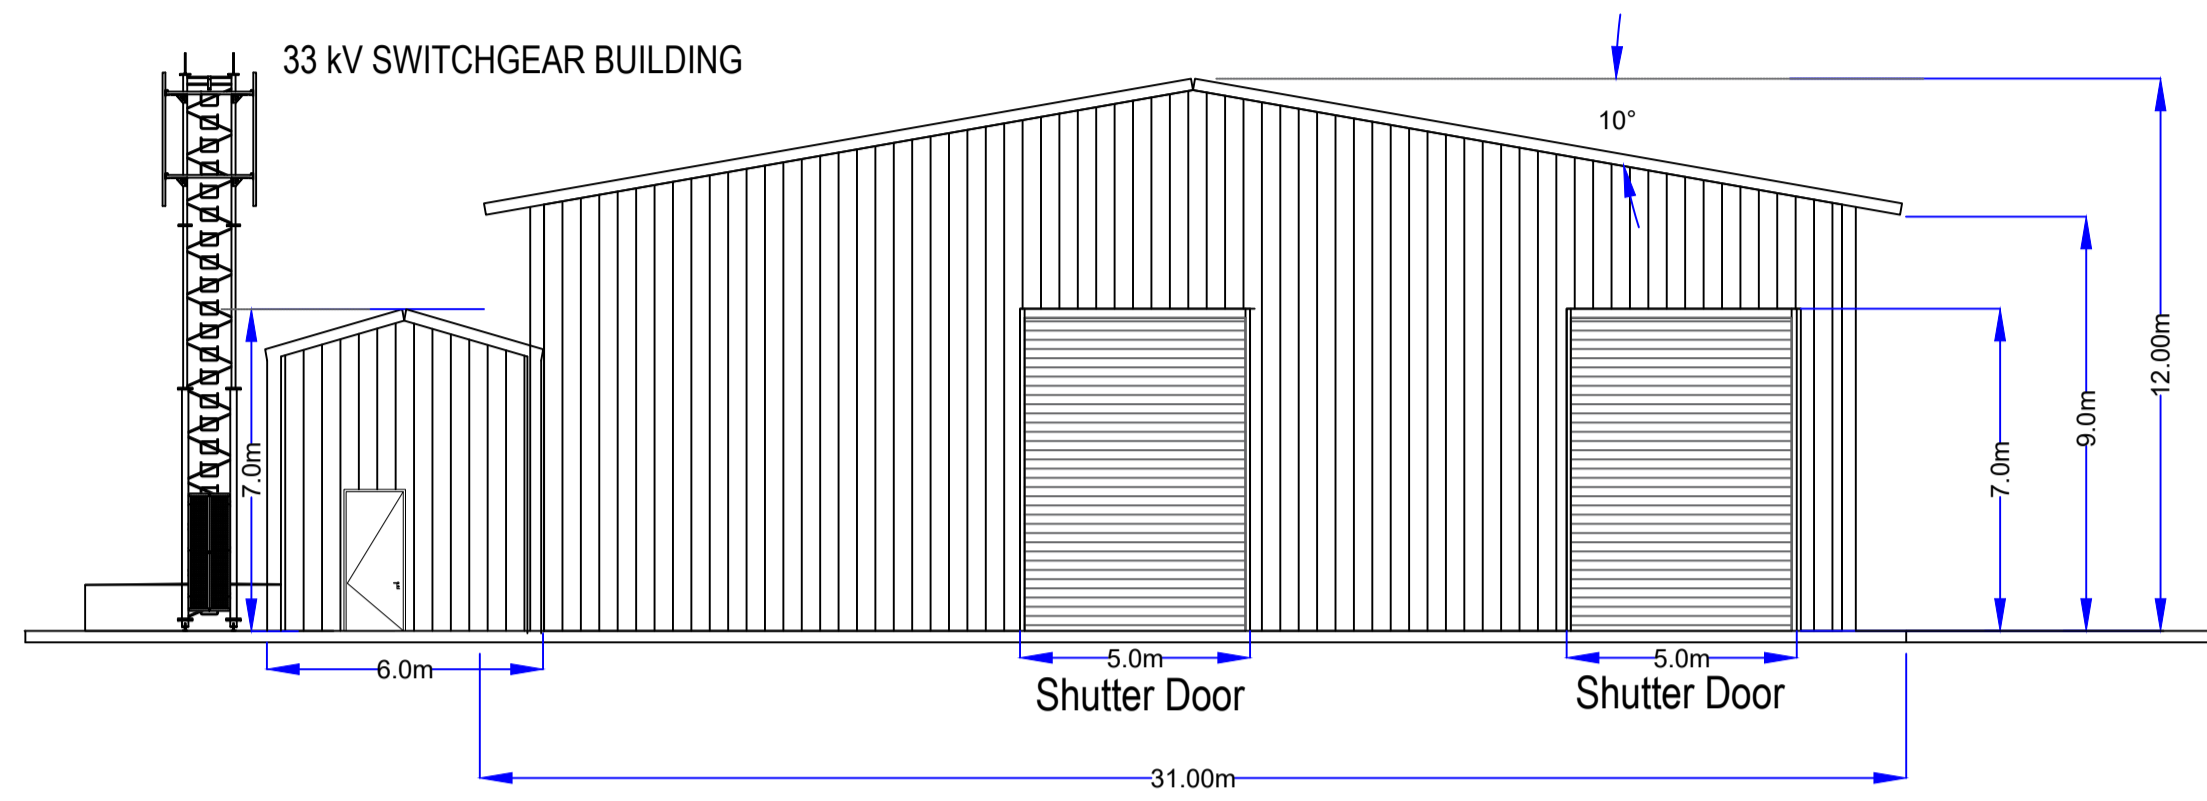 33 kV SWITCHGEAR BUILDING
10°
12.00m
9.0m
7.0m
7.0m
6.0m
5.0m
5.0m
Shutter Door
Shutter Door
31.00m